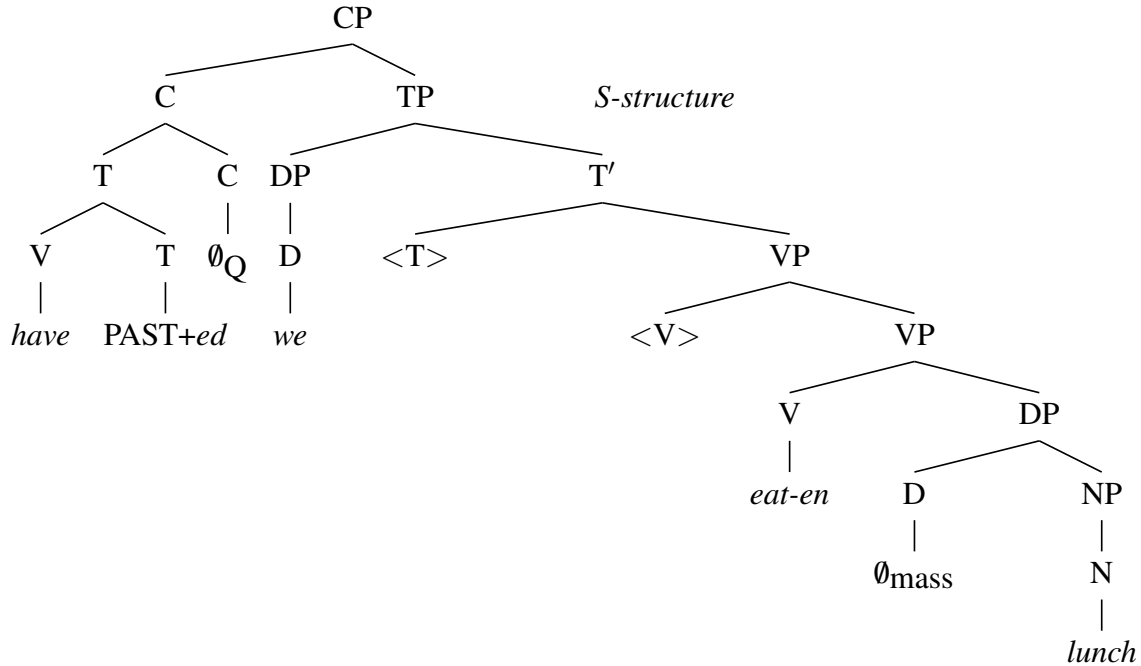 CP
C TP S-structure
T C DP T′
V T ∅Q D <T> VP
have PAST+ed we <V> VP
V DP
eat-en D NP
∅mass N
lunch